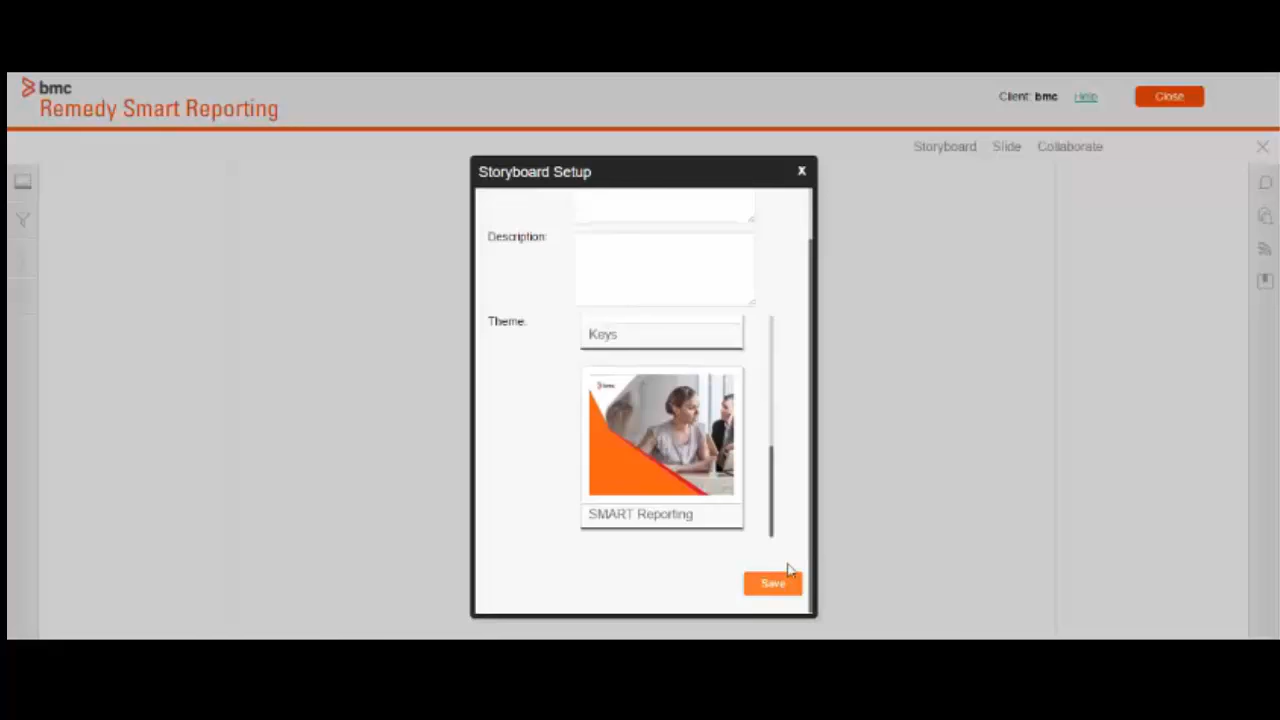 bmc
Remedy Smart Reporting
Client: bmc Help Close
Storyboard Slide Collaborate
Storyboard Setup X
Description:
Theme:
Keys
bmc
SMART Reporting
Save